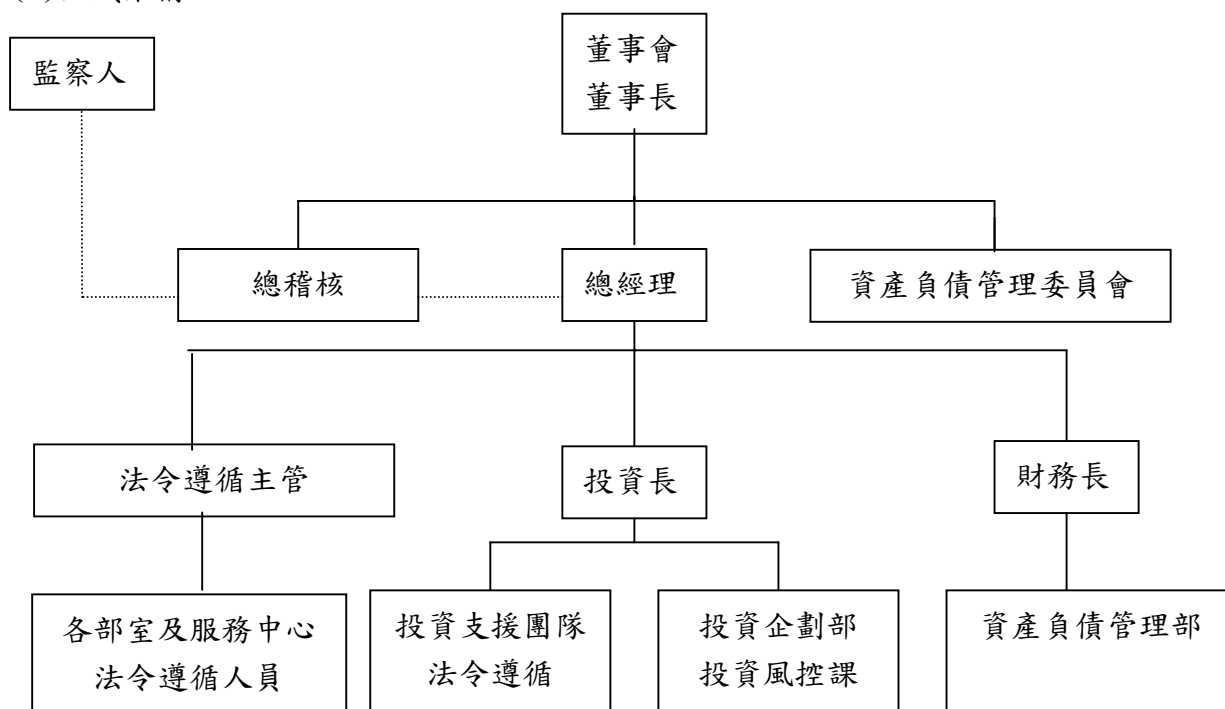 監察人
董事會
董事長
總稽核
總經理
資產負債管理委員會
法令遵循主管
投資長
財務長
各部室及服務中心
法令遵循人員
投資支援團隊
法令遵循
投資企劃部
投資風控課
資產負債管理部